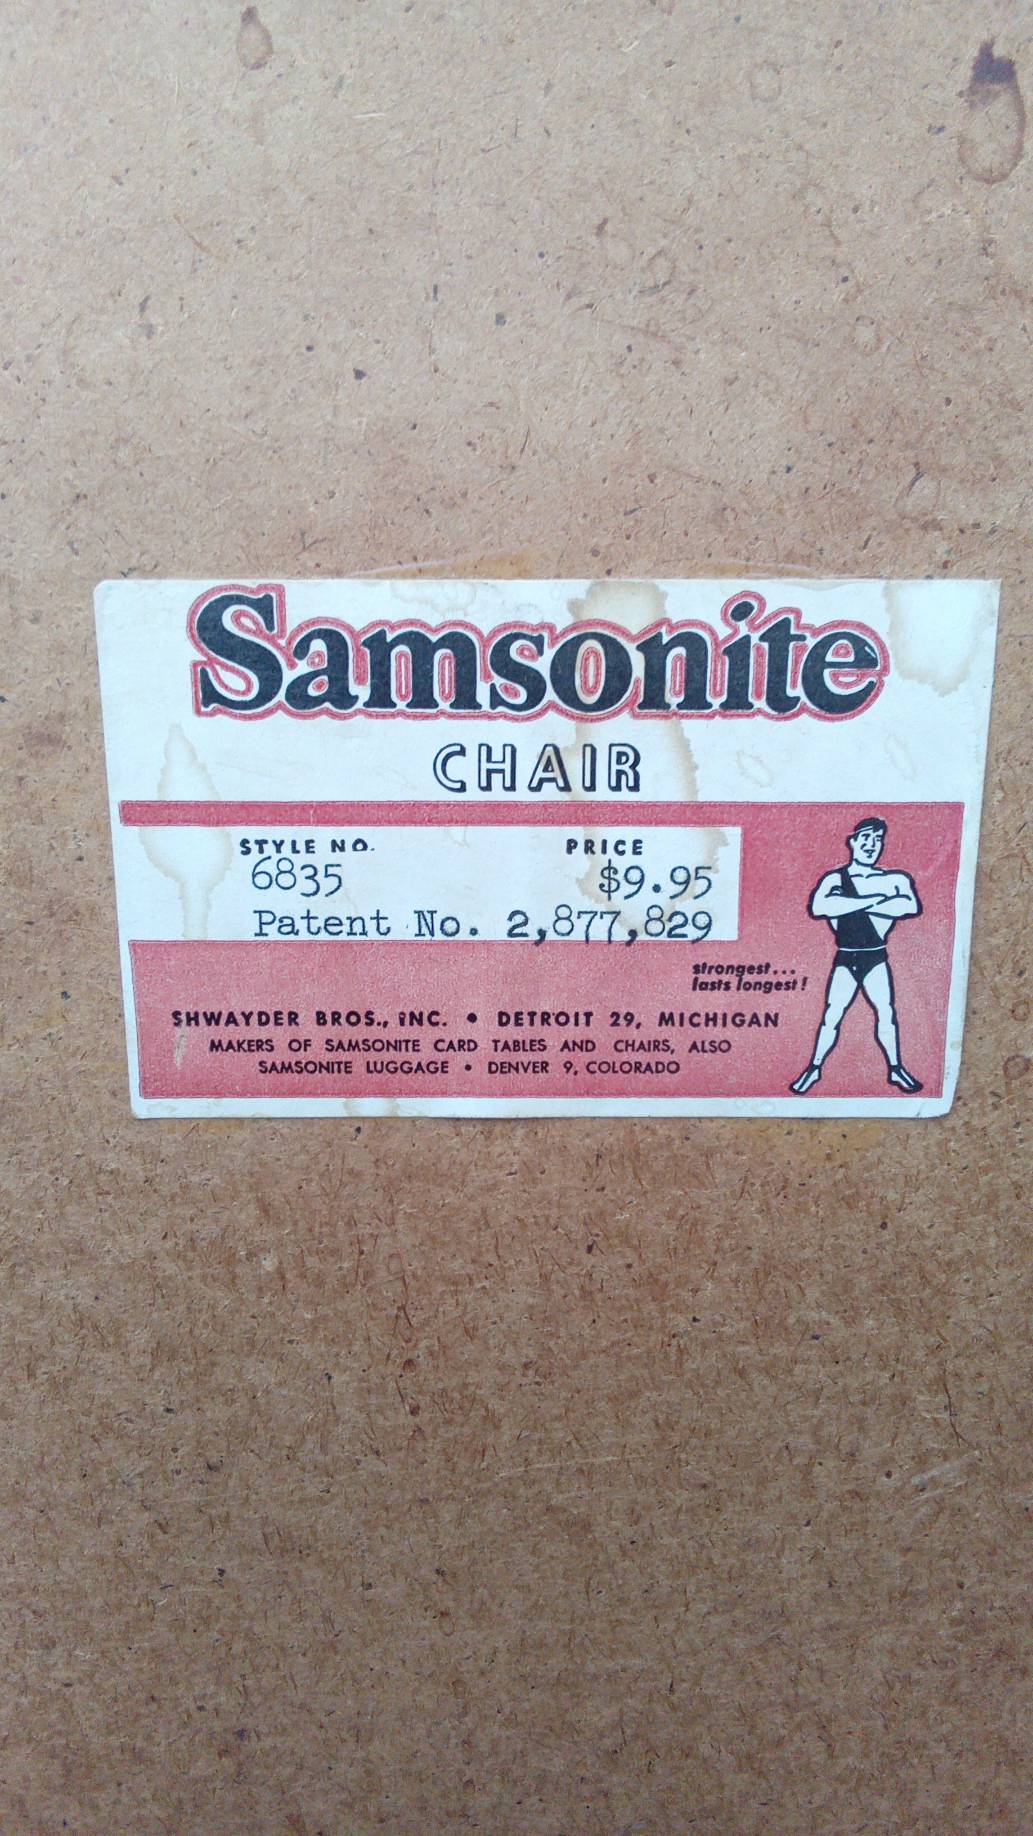 Samsonite
CHAIR
STYLE NO. PRICE
6835 $9.95
Patent No. 2,877,829
strongest...
lasts longest!
SHWAYDER BROS., INC. • DETROIT 29, MICHIGAN
MAKERS OF SAMSONITE CARD TABLES AND CHAIRS, ALSO
SAMSONITE LUGGAGE • DENVER 9, COLORADO